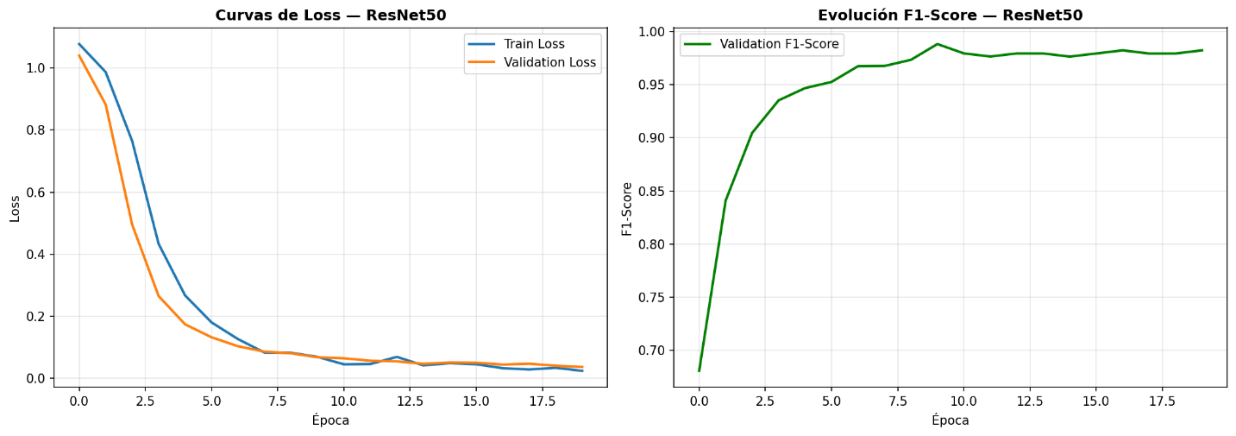 Curvas de Loss — ResNet50
Train Loss
Validation Loss
Loss
1.0
0.8
0.6
0.4
0.2
0.0
0.0 2.5 5.0 7.5 10.0 12.5 15.0 17.5
Época
Evolución F1-Score — ResNet50
Validation F1-Score
F1-Score
1.00
0.95
0.90
0.85
0.80
0.75
0.70
0.0 2.5 5.0 7.5 10.0 12.5 15.0 17.5
Época